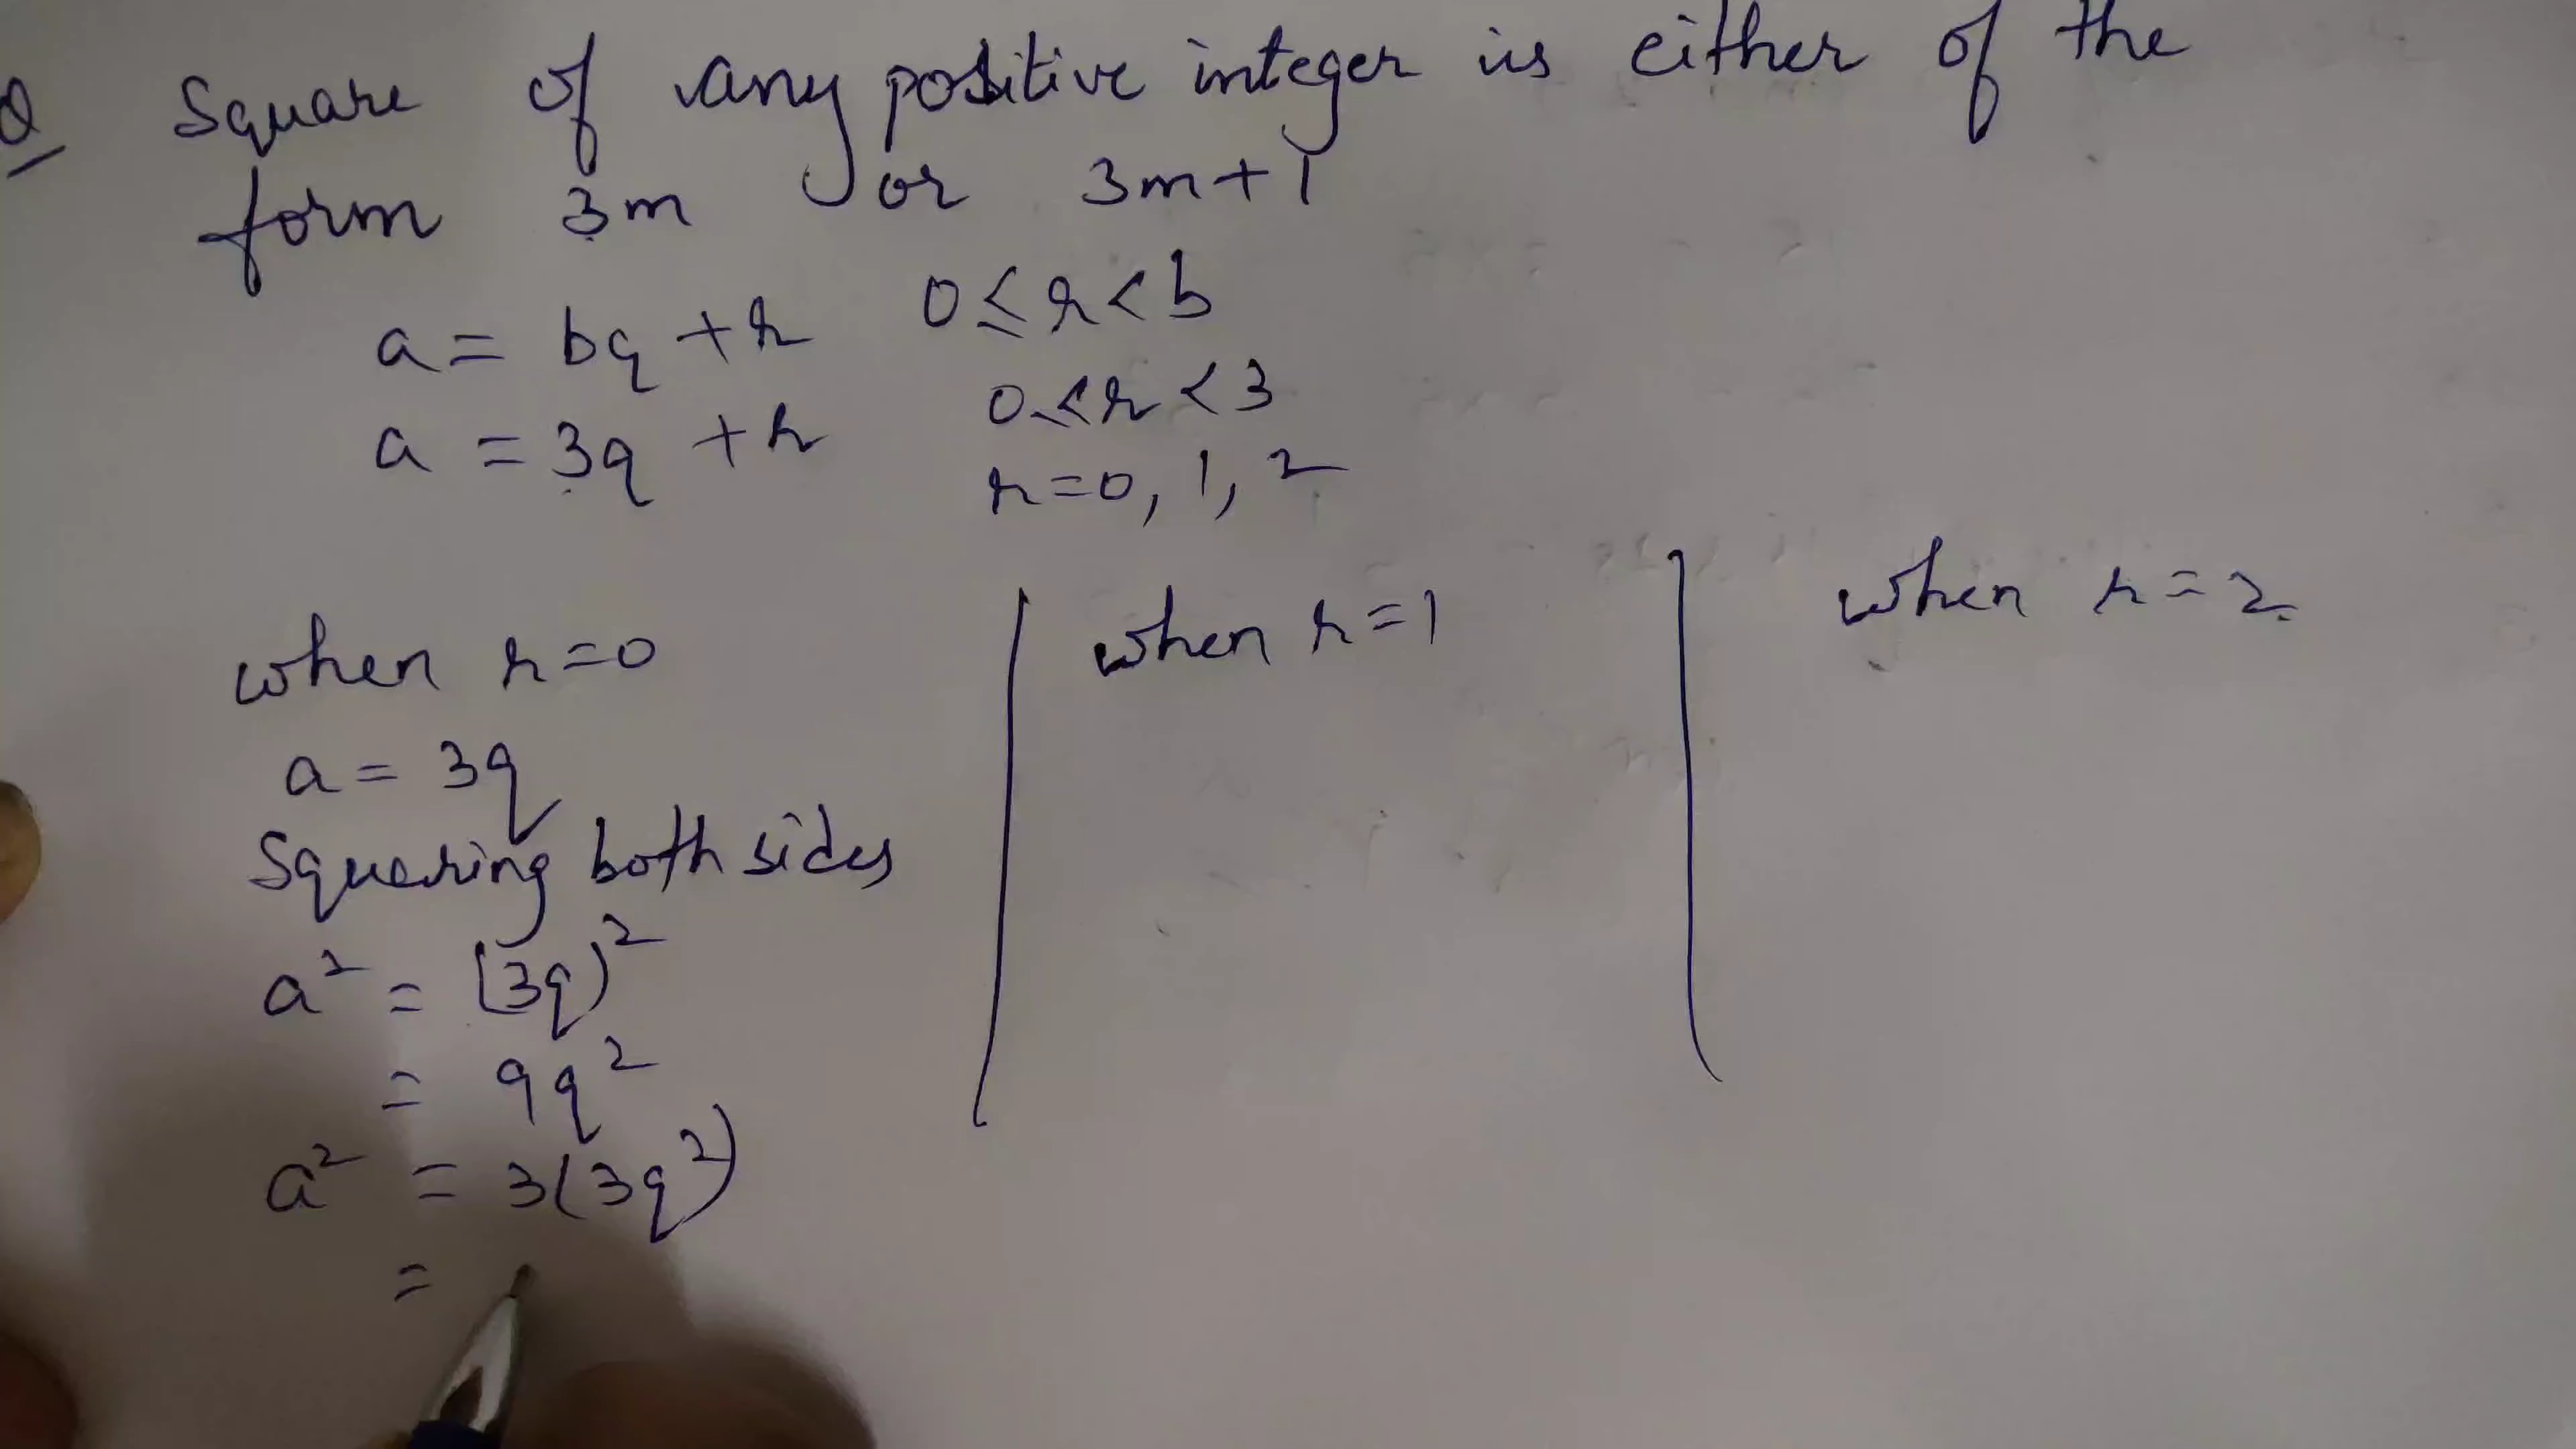 Q Square of any positive integer is either of the
form 3m or 3m+1
a = bq + r 0 ≤ r < b
a = 3q + r 0 ≤ r < 3
r = 0, 1, 2
when r = 0
a = 3q
Squaring both sides
a² = (3q)²
= 9q²
a² = 3(3q²)
=
when r = 1
when r = 2